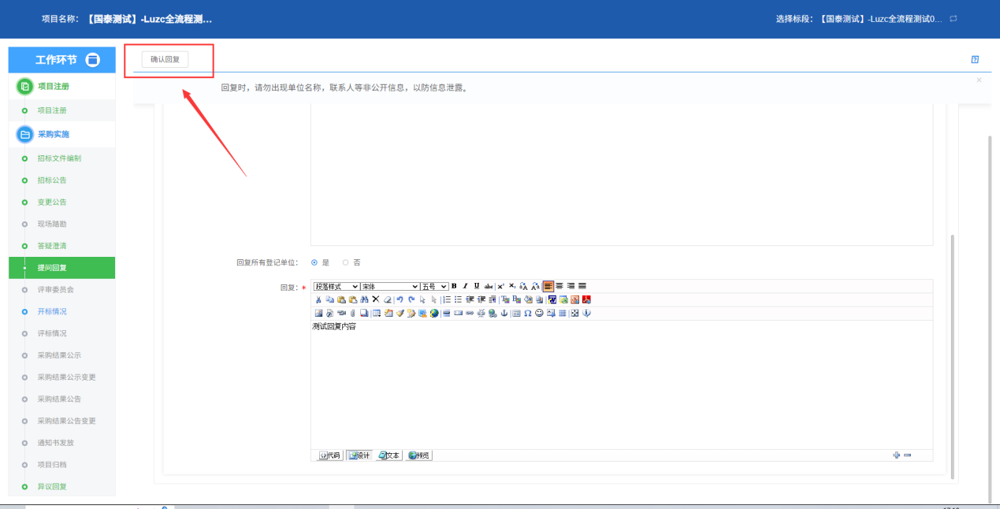 项目名称： 【国泰测试】-Luzc全流程测...
选择标段： 【国泰测试】-Luzc全流程测试0...
工作环节
确认回复
项目注册
回复时，请勿出现单位名称，联系人等非公开信息，以防信息泄露。
项目注册
采购实施
招标文件编制
招标公告
变更公告
现场踏勘
答疑澄清
提问回复
评审委员会
开标情况
评标情况
采购结果公示
采购结果公示变更
采购结果公告
采购结果公告变更
通知书发放
项目归档
异议回复
回复所有登记单位： 是 否
回复：* 段落样式 宋体 五号
测试回复内容
代码 设计 文本 预览